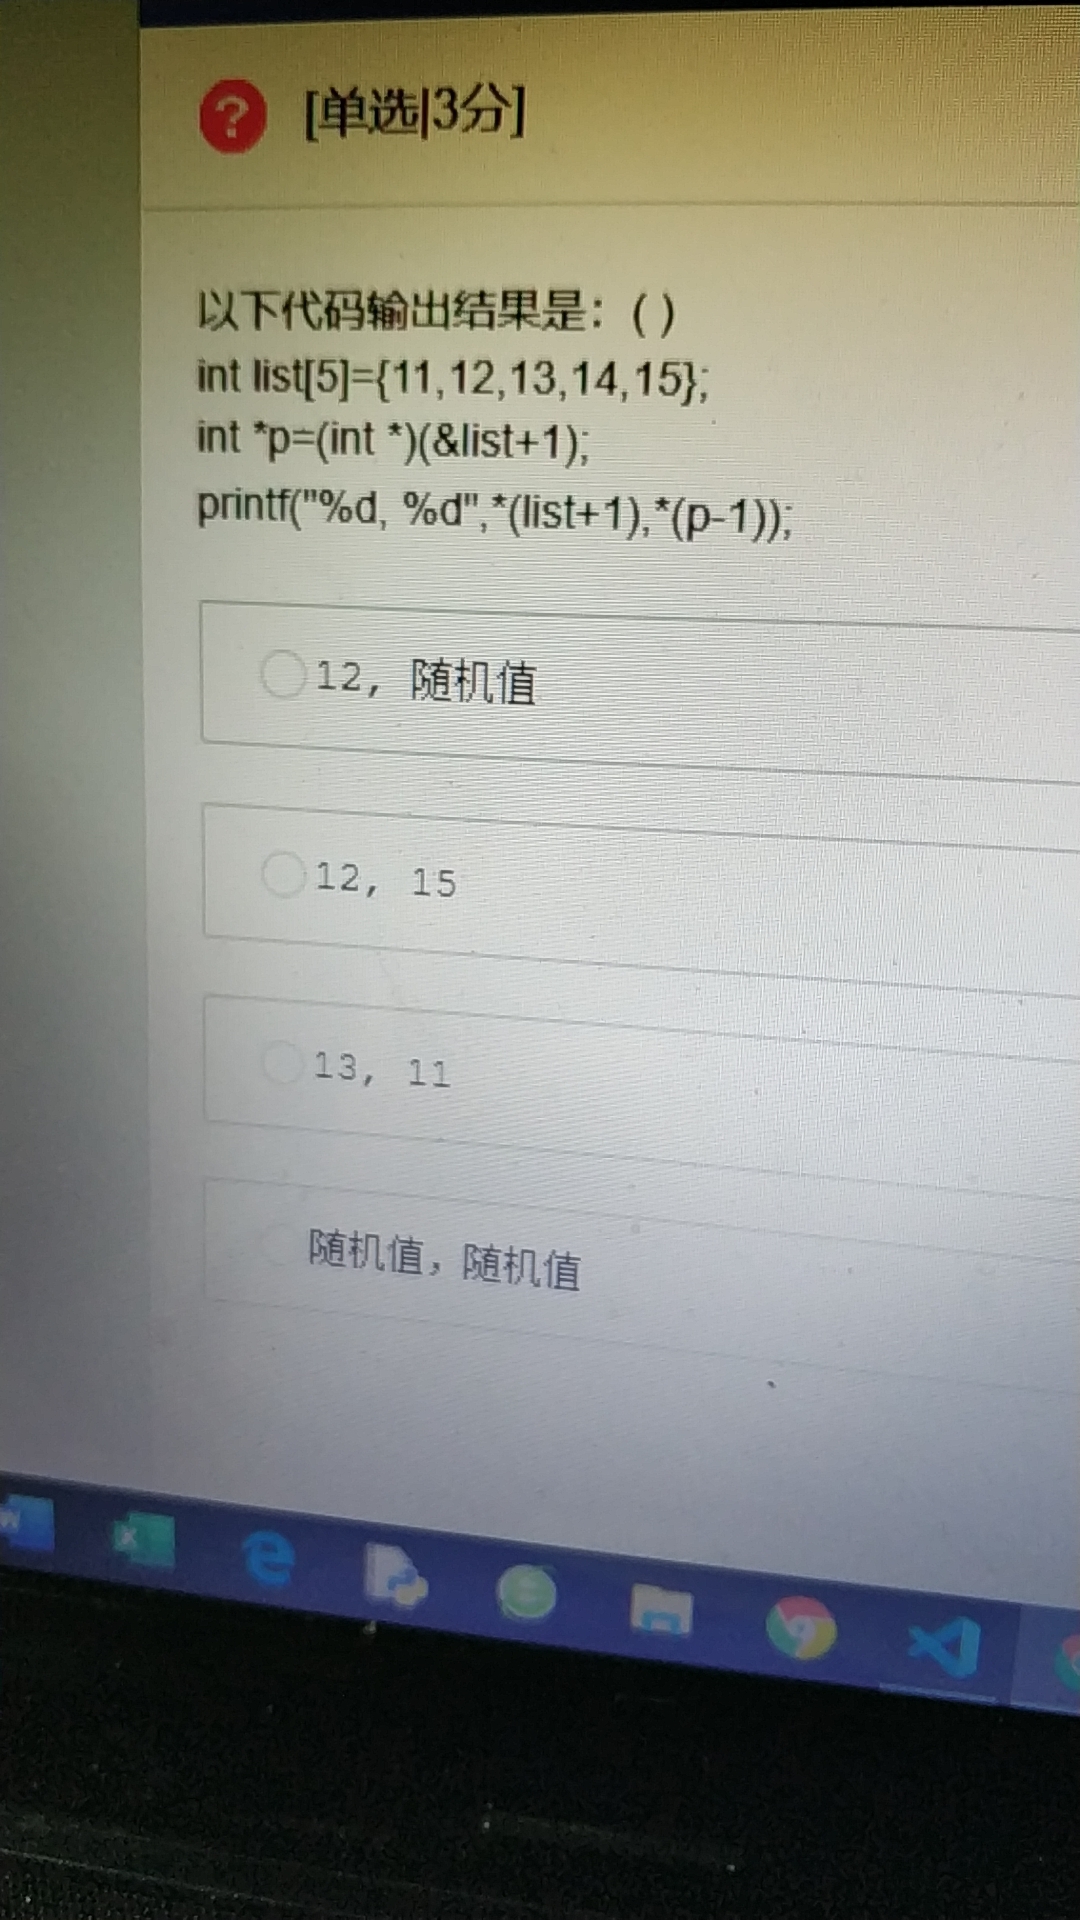 [单选|3分]
以下代码输出结果是：( )
int list[5]={11,12,13,14,15};
int *p=(int *)(&list+1);
printf("%d, %d",*(list+1),*(p-1));
12, 随机值
12, 15
13, 11
随机值，随机值